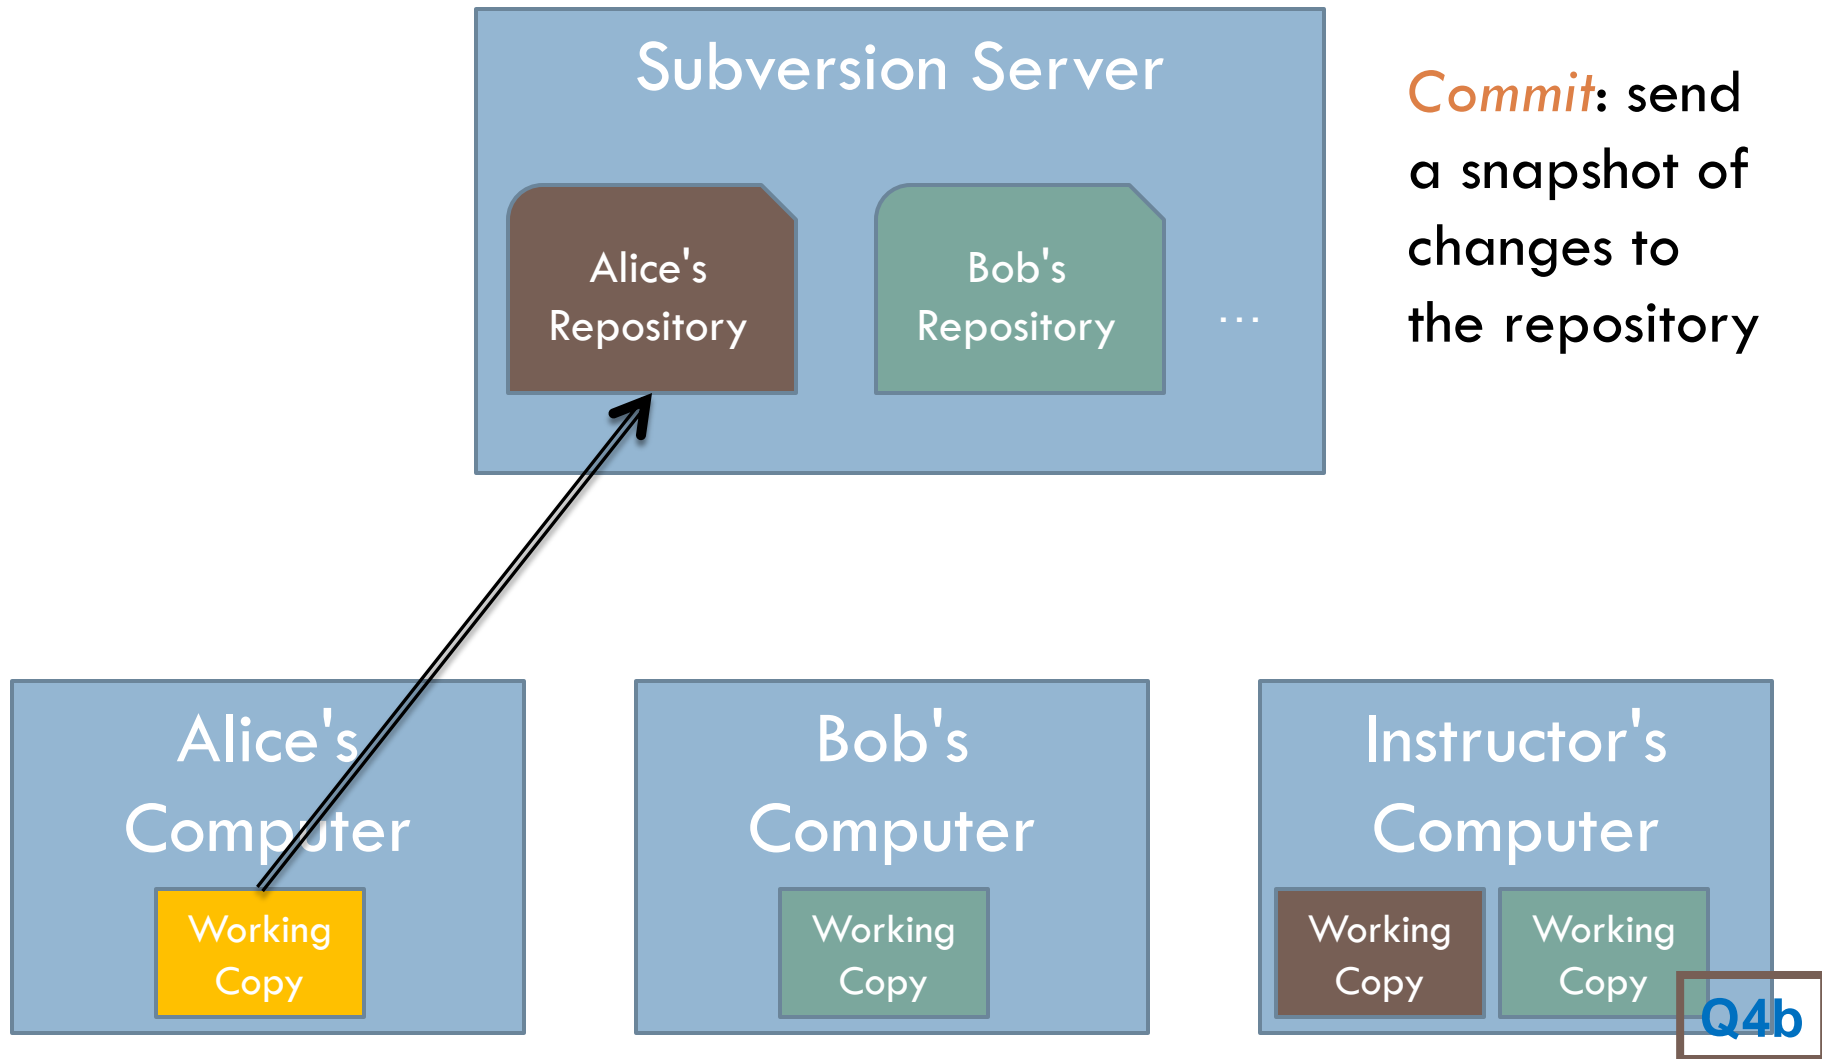 Subversion Server
Commit: send
a snapshot of
changes to
the repository
Alice's
Repository
Bob's
Repository
...
Alice's
Computer
Working
Copy
Bob's
Computer
Working
Copy
Instructor's
Computer
Working
Copy
Working
Copy
Q4b